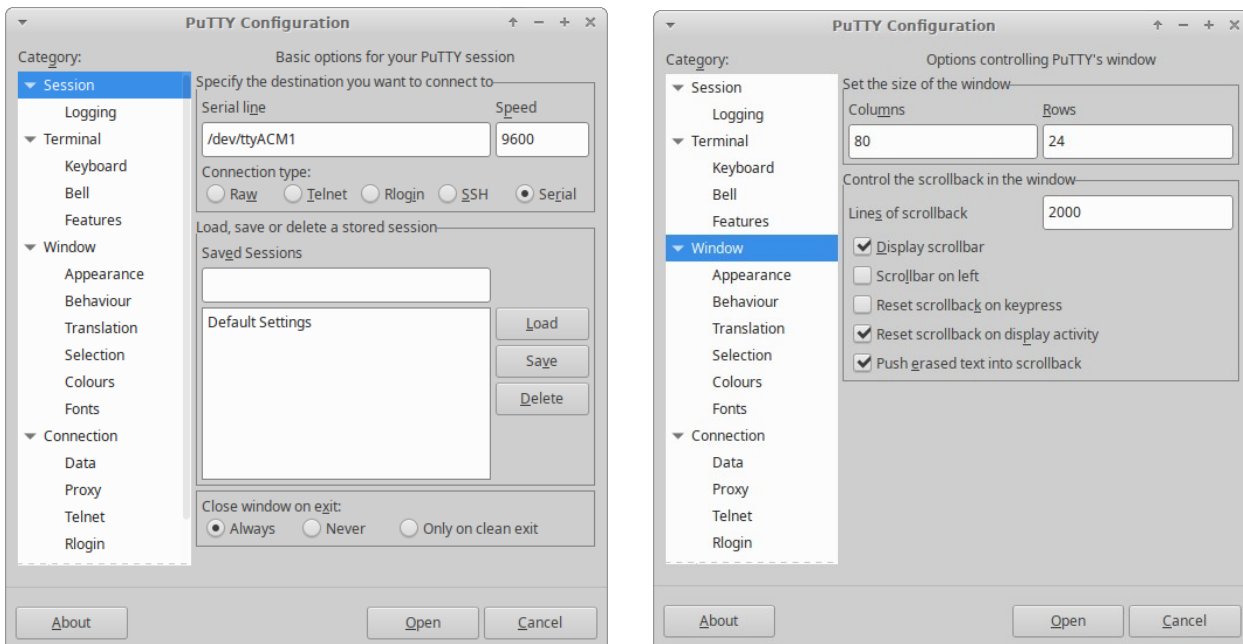 PuTTY Configuration
Category:
Session
Logging
Terminal
Keyboard
Bell
Features
Window
Appearance
Behaviour
Translation
Selection
Colours
Fonts
Connection
Data
Proxy
Telnet
Rlogin
Basic options for your PuTTY session
Specify the destination you want to connect to
Serial line Speed
/dev/ttyACM1 9600
Connection type:
Raw Telnet Rlogin SSH Serial
Load, save or delete a stored session
Saved Sessions
Default Settings
Load
Save
Delete
Close window on exit:
Always Never Only on clean exit
About Open Cancel
PuTTY Configuration
Category:
Session
Logging
Terminal
Keyboard
Bell
Features
Window
Appearance
Behaviour
Translation
Selection
Colours
Fonts
Connection
Data
Proxy
Telnet
Rlogin
Options controlling PuTTY's window
Set the size of the window
Columns Rows
80 24
Control the scrollback in the window
Lines of scrollback 2000
Display scrollbar
Scrollbar on left
Reset scrollback on keypress
Reset scrollback on display activity
Push erased text into scrollback
About Open Cancel